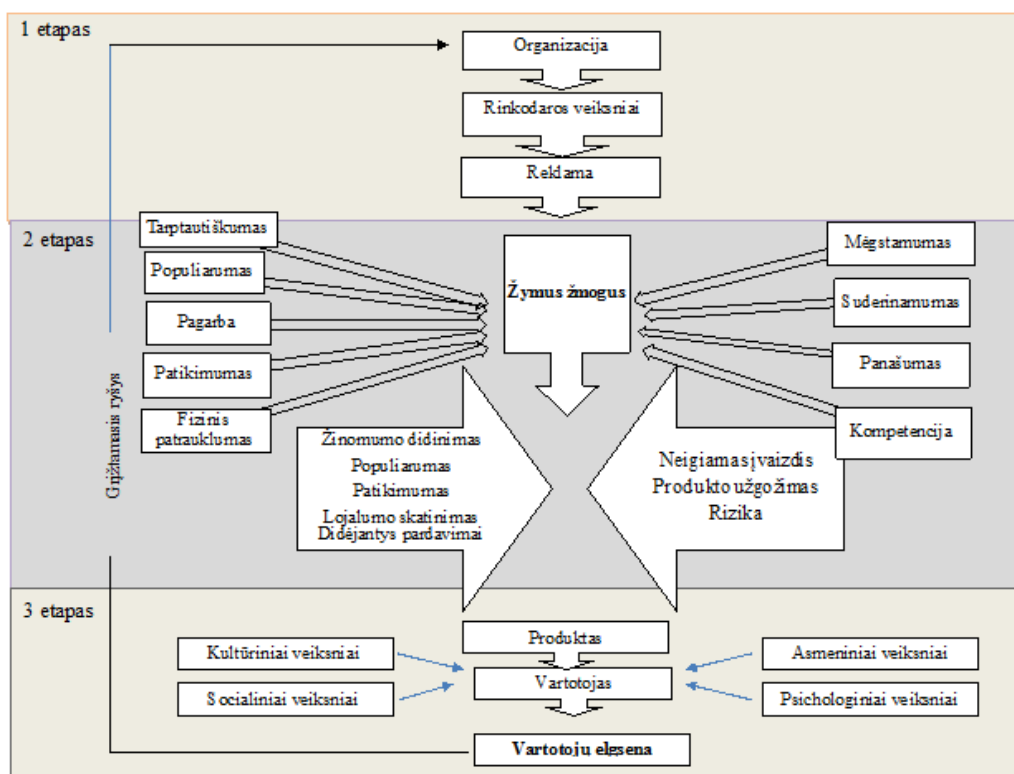 1 etapas
Organizacija
Rinkodaros veiksniai
Reklama
2 etapas
Tarptautiškumas
Populiarumas
Pagarba
Patikimumas
Fizinis
patrauklumas
Žymus žmogus
Mėgstamumas
Suderinamumas
Panašumas
Kompetencija
Grįžtamasis ryšys
Žinomumo didinimas
Populiarumas
Patikimumas
Lojalumo skatinimas
Didėjantys pardavimai
Neigiamas įvaizdis
Produkto užgožimas
Rizika
3 etapas
Produktas
Kultūriniai veiksniai
Asmeniniai veiksniai
Vartotojas
Socialiniai veiksniai
Psichologiniai veiksniai
Vartotojų elgsena